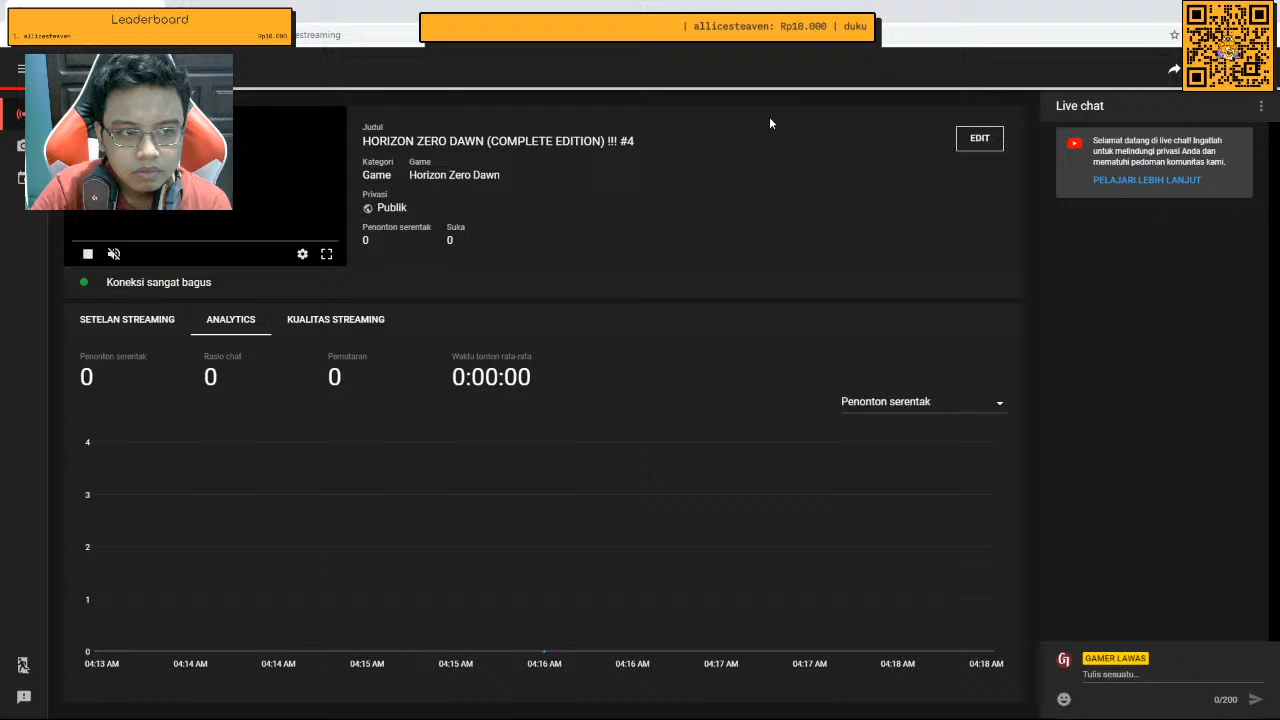 Leaderboard
1. allicesteaven Rp10.000
estreaming
| allicesteaven: Rp10.000 | duku
Judul
HORIZON ZERO DAWN (COMPLETE EDITION) !!! #4
EDIT
Kategori Game
Game Horizon Zero Dawn
Privasi
Publik
Penonton serentak Suka
0 0
Koneksi sangat bagus
SETELAN STREAMING ANALYTICS KUALITAS STREAMING
Penonton serentak Rasio chat Pemutaran Waktu tonton rata-rata
0 0 0 0:00:00
Penonton serentak
4
3
2
1
0
04:13 AM 04:14 AM 04:14 AM 04:15 AM 04:15 AM 04:16 AM 04:16 AM 04:17 AM 04:17 AM 04:18 AM 04:18 AM
Live chat
Selamat datang di live chat! Ingatlah
untuk melindungi privasi Anda dan
mematuhi pedoman komunitas kami.
PELAJARI LEBIH LANJUT
GAMER LAWAS
Tulis sesuatu...
0/200